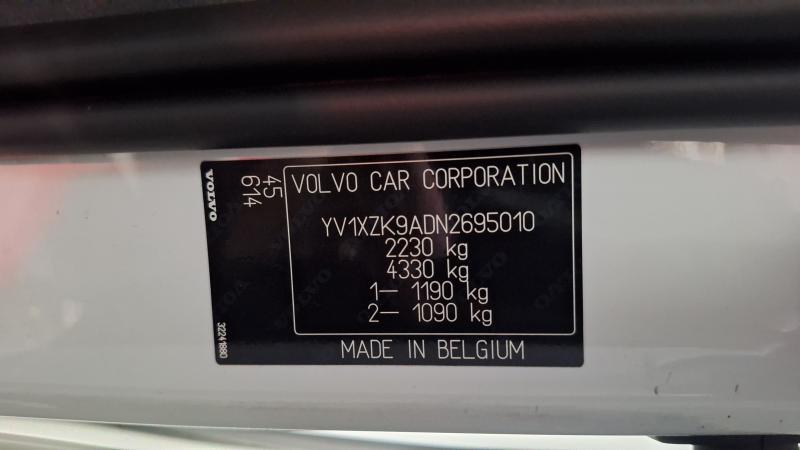 VOLVO
45
614
VOLVO CAR CORPORATION
YV1XZK9ADN2695010
2230 kg
4330 kg
1– 1190 kg
2– 1090 kg
MADE IN BELGIUM